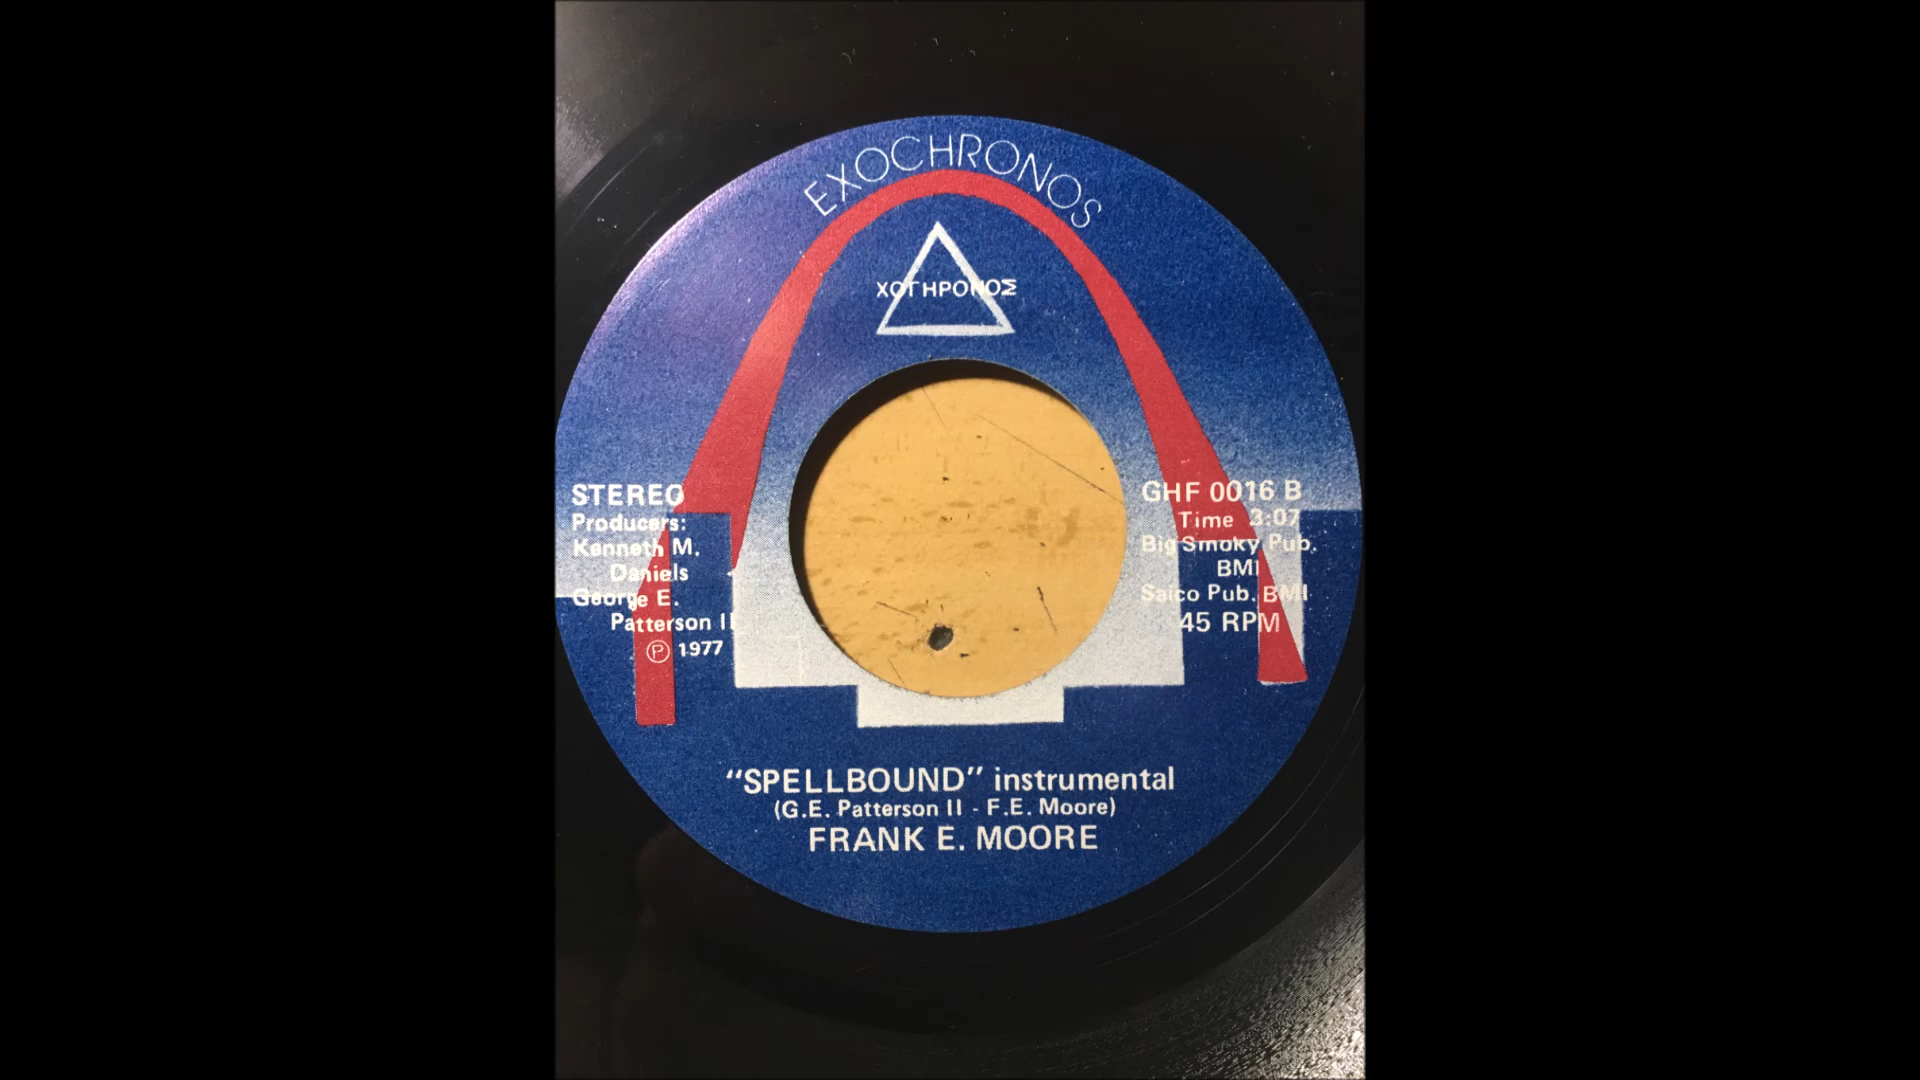 EXOCHRONOS
ΧΟΓΗΡΟΝΟΣ
STEREO
Producers:
Kenneth M.
Daniels
George E.
Patterson II
℗ 1977
GHF 0016 B
Time 3:07
Big Smoky Pub.
BMI
Saico Pub. BMI
45 RPM
"SPELLBOUND" instrumental
(G.E. Patterson II - F.E. Moore)
FRANK E. MOORE